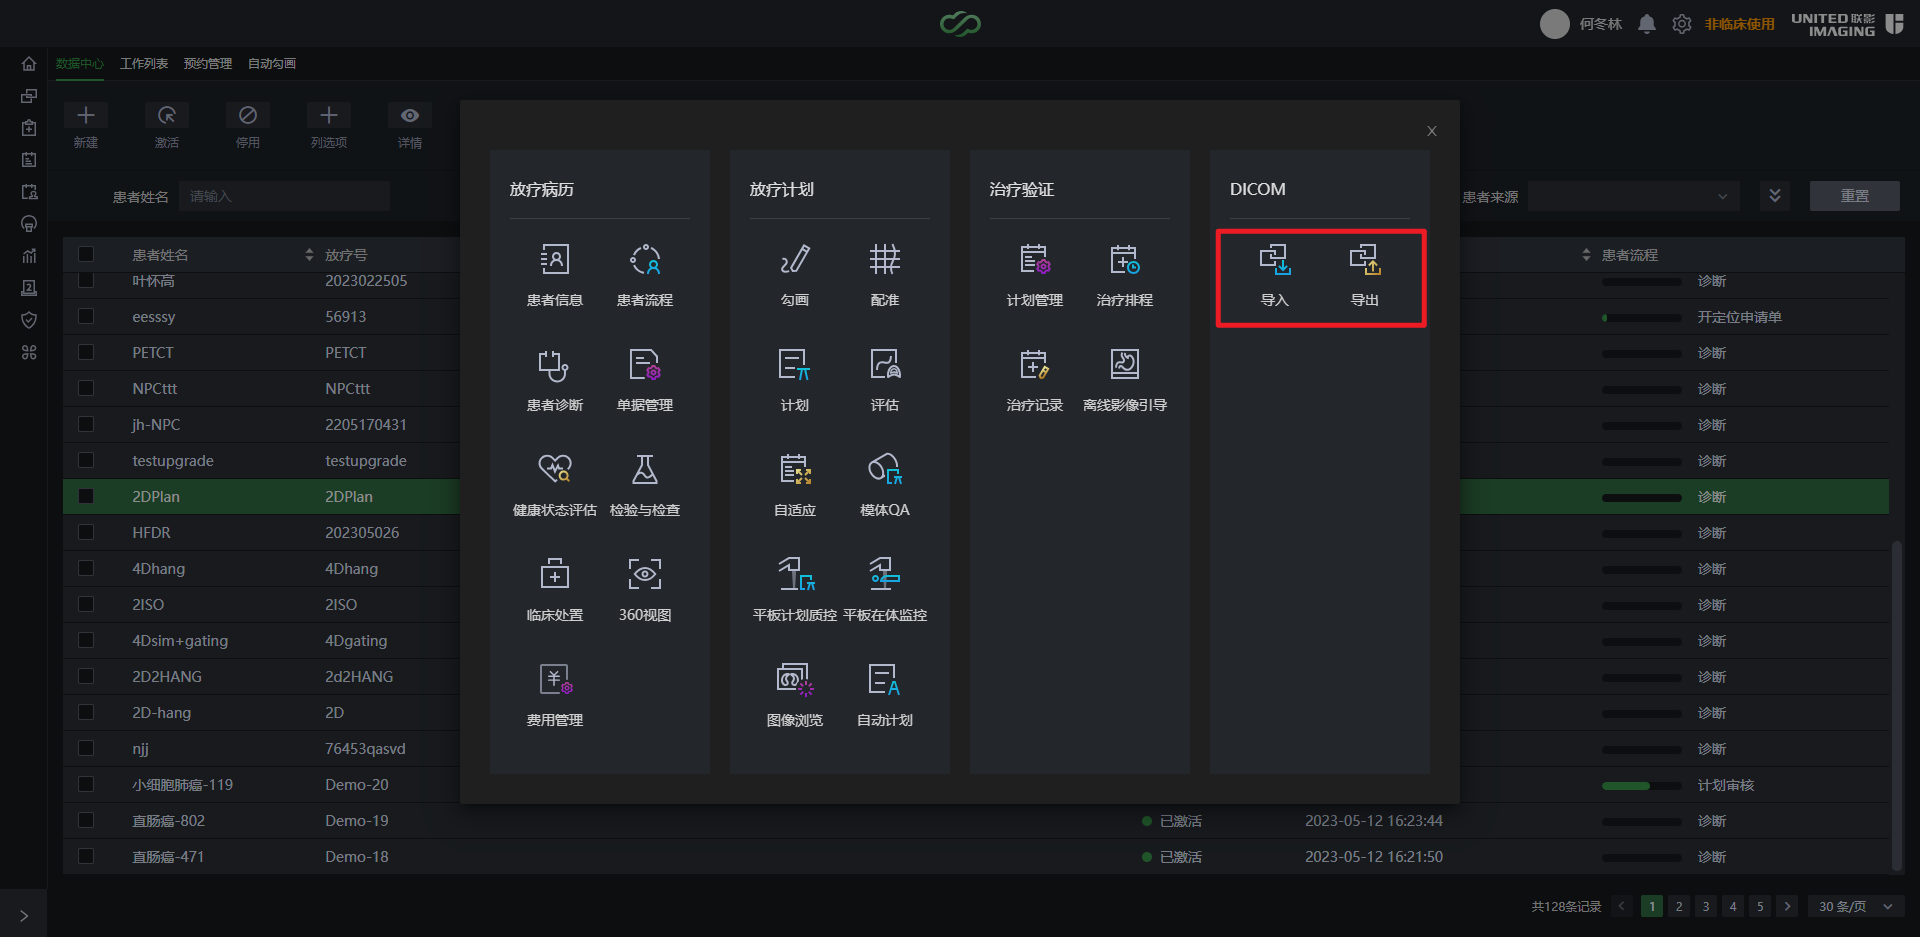 何冬林
非临床使用
UNITED 联影
IMAGING
数据中心 工作列表 预约管理 自动勾画
新建 激活 停用 列选项 详情
X
患者姓名 请输入
患者来源
重置
患者姓名 放疗号
患者流程
叶怀高 2023022505 诊断
eesssy 56913 开定位申请单
PETCT PETCT 诊断
NPCttt NPCttt 诊断
jh-NPC 2205170431 诊断
testupgrade testupgrade 诊断
2DPlan 2DPlan 诊断
HFDR 202305026 诊断
4Dhang 4Dhang 诊断
2ISO 2ISO 诊断
4Dsim+gating 4Dgating 诊断
2D2HANG 2d2HANG 诊断
2D-hang 2D 诊断
njj 76453qasvd 诊断
小细胞肺癌-119 Demo-20 计划审核
直肠癌-802 Demo-19 已激活 2023-05-12 16:23:44 诊断
直肠癌-471 Demo-18 已激活 2023-05-12 16:21:50 诊断
放疗病历
患者信息 患者流程
患者诊断 单据管理
健康状态评估 检验与检查
临床处置 360视图
费用管理
放疗计划
勾画 配准
计划 评估
自适应 模体QA
平板计划质控 平板在体监控
图像浏览 自动计划
治疗验证
计划管理 治疗排程
治疗记录 离线影像引导
DICOM
导入 导出
共128条记录 1 2 3 4 5 30 条/页